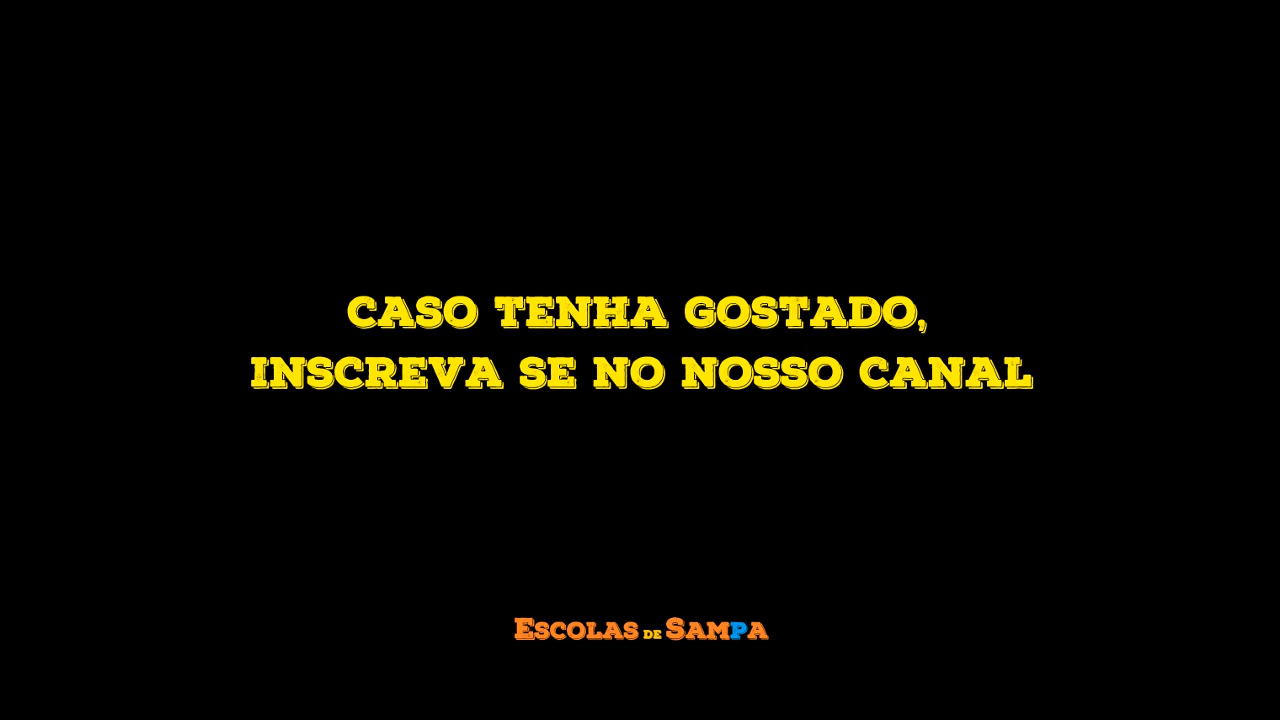 CASO TENHA GOSTADO,
INSCREVA SE NO NOSSO CANAL
ESCOLAS DE SAMPA